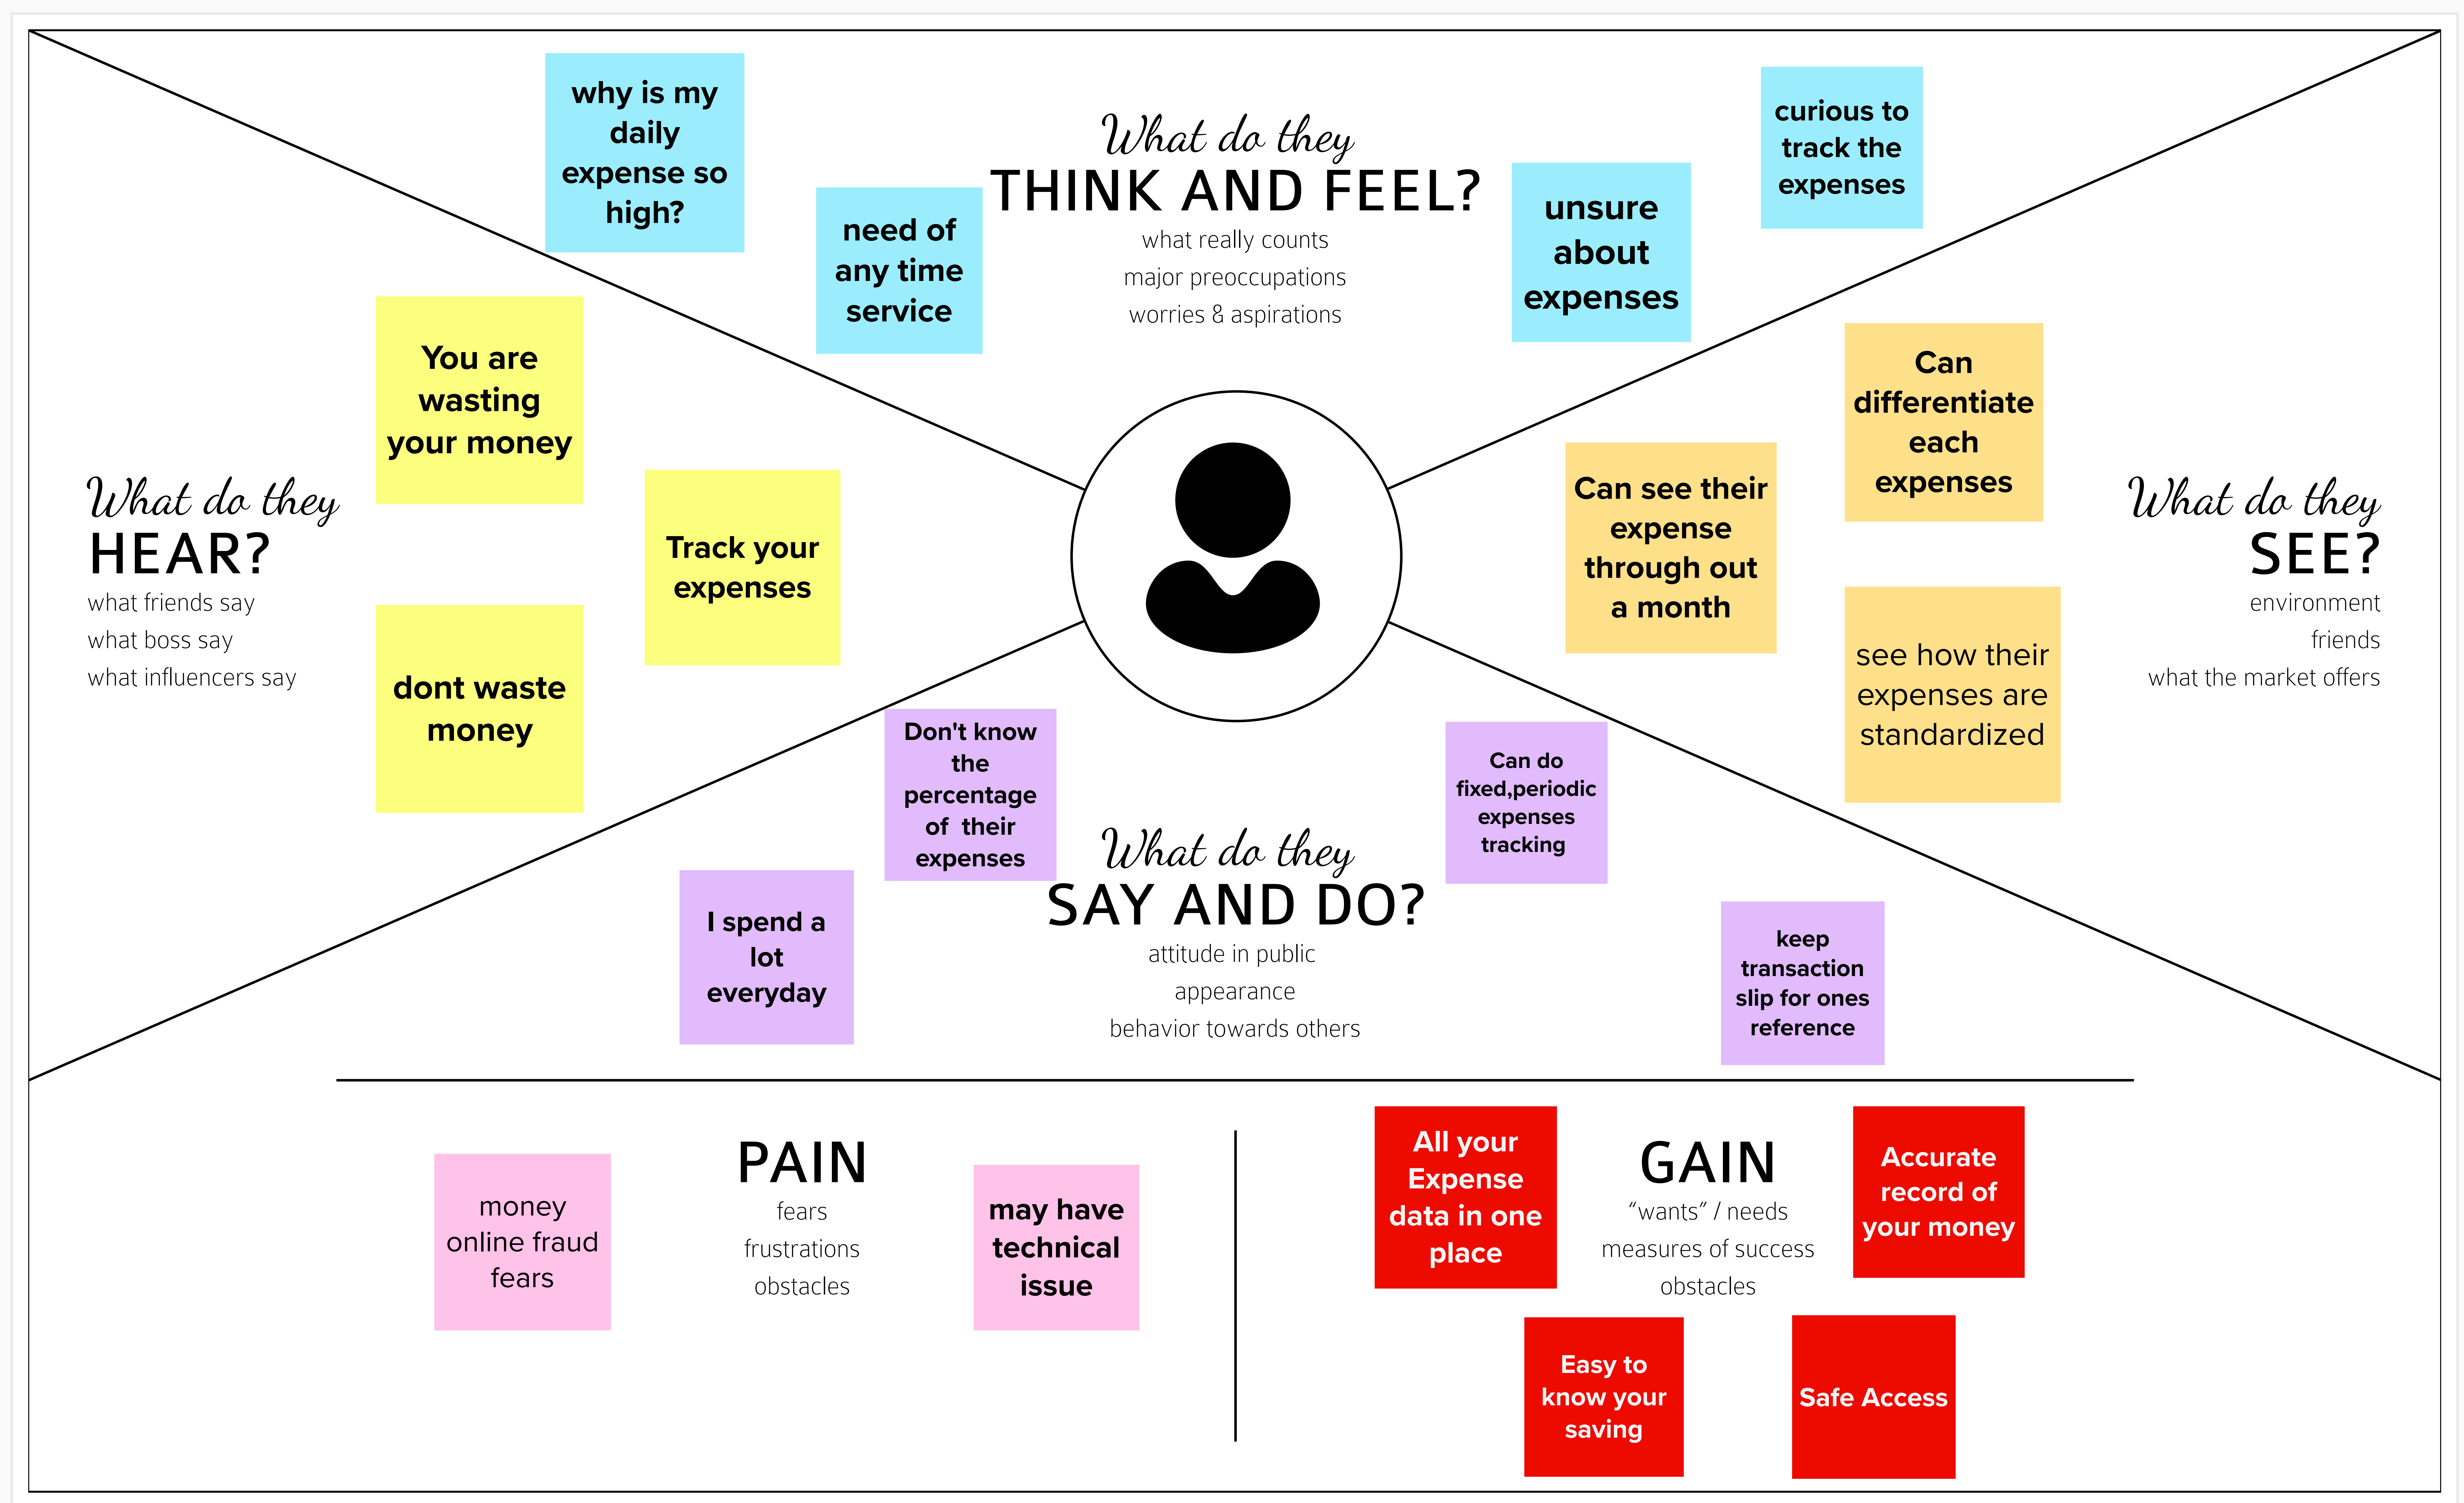 why is my
daily
expense so
high?
need of
any time
service
What do they
THINK AND FEEL?
what really counts
major preoccupations
worries & aspirations
unsure
about
expenses
curious to
track the
expenses
What do they
HEAR?
what friends say
what boss say
what influencers say
You are
wasting
your money
Track your
expenses
dont waste
money
Can see their
expense
through out
a month
Can
differentiate
each
expenses
see how their
expenses are
standardized
What do they
SEE?
environment
friends
what the market offers
Don't know
the
percentage
of  their
expenses
I spend a
lot
everyday
What do they
SAY AND DO?
attitude in public
appearance
behavior towards others
Can do
fixed,periodic
expenses
tracking
keep
transaction
slip for ones
reference
money
online fraud
fears
PAIN
fears
frustrations
obstacles
may have
technical
issue
All your
Expense
data in one
place
GAIN
“wants” / needs
measures of success
obstacles
Accurate
record of
your money
Easy to
know your
saving
Safe Access